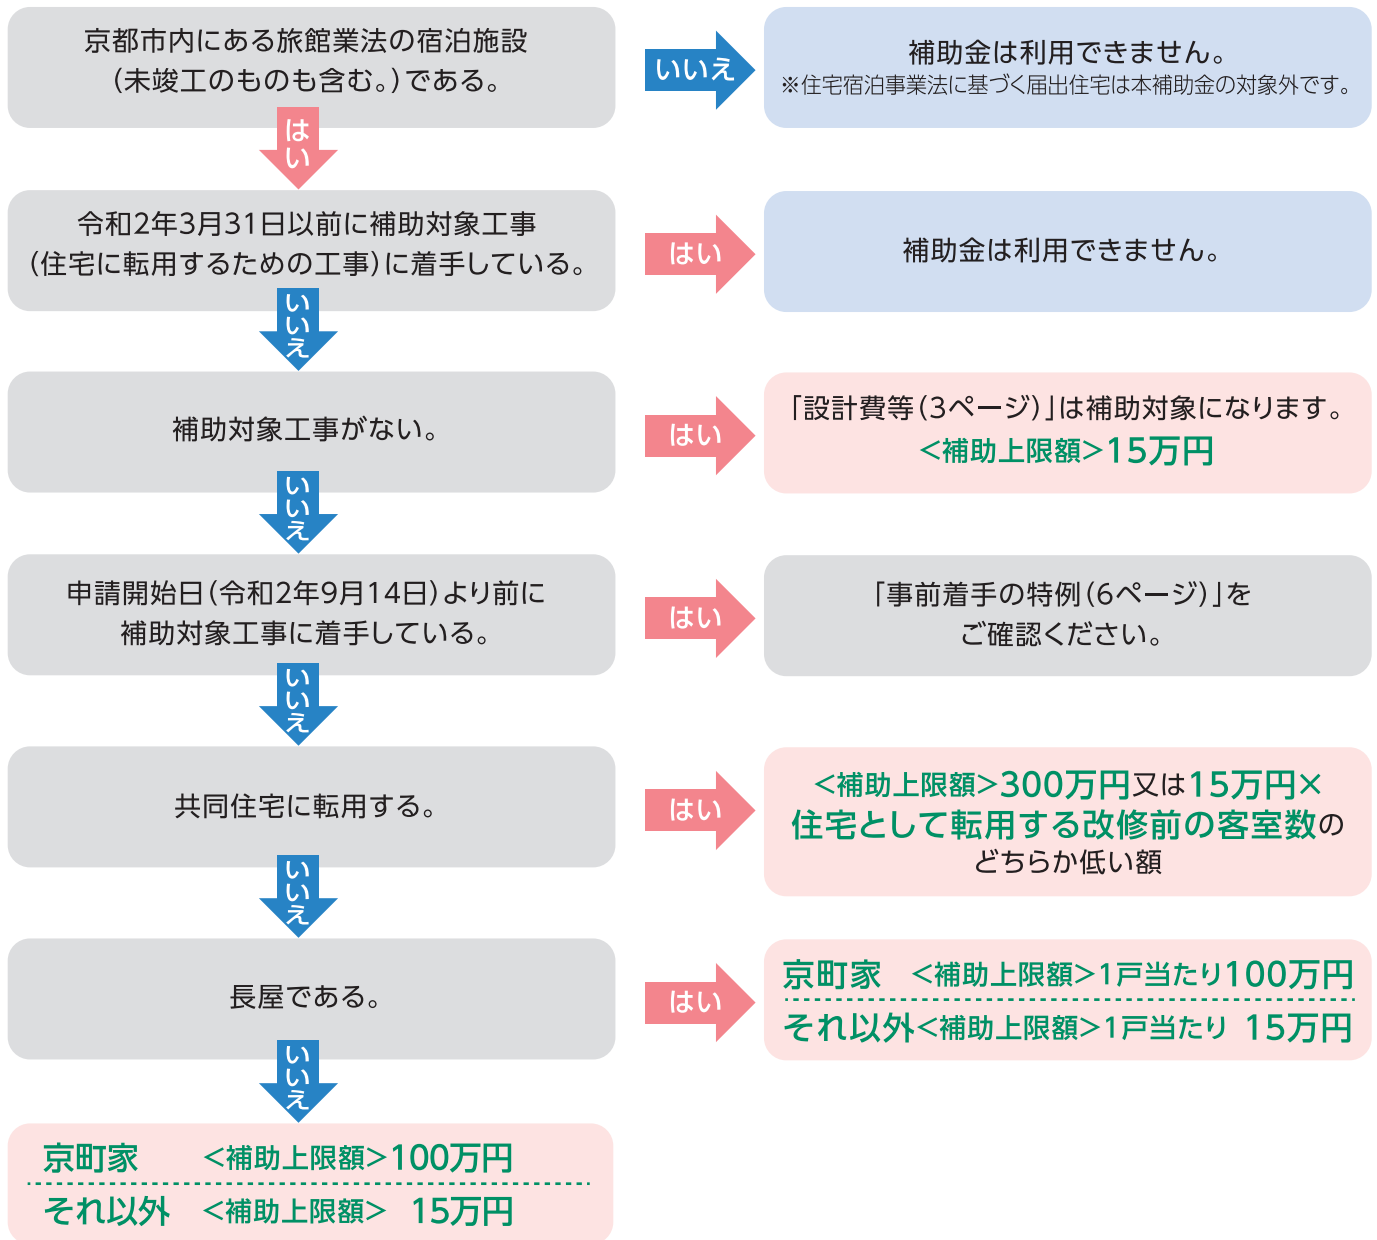 京都市内にある旅館業法の宿泊施設
（未竣工のものも含む。）である。
いいえ
補助金は利用できません。
※住宅宿泊事業法に基づく届出住宅は本補助金の対象外です。
はい
令和2年3月31日以前に補助対象工事
（住宅に転用するための工事）に着手している。
はい
補助金は利用できません。
いいえ
補助対象工事がない。
はい
「設計費等（3ページ）」は補助対象になります。
＜補助上限額＞15万円
いいえ
申請開始日（令和2年9月14日）より前に
補助対象工事に着手している。
はい
「事前着手の特例（6ページ）」を
ご確認ください。
いいえ
共同住宅に転用する。
はい
＜補助上限額＞300万円又は15万円×
住宅として転用する改修前の客室数の
どちらか低い額
いいえ
長屋である。
はい
京町家 ＜補助上限額＞1戸当たり100万円
それ以外＜補助上限額＞1戸当たり 15万円
いいえ
京町家 ＜補助上限額＞100万円
それ以外 ＜補助上限額＞ 15万円